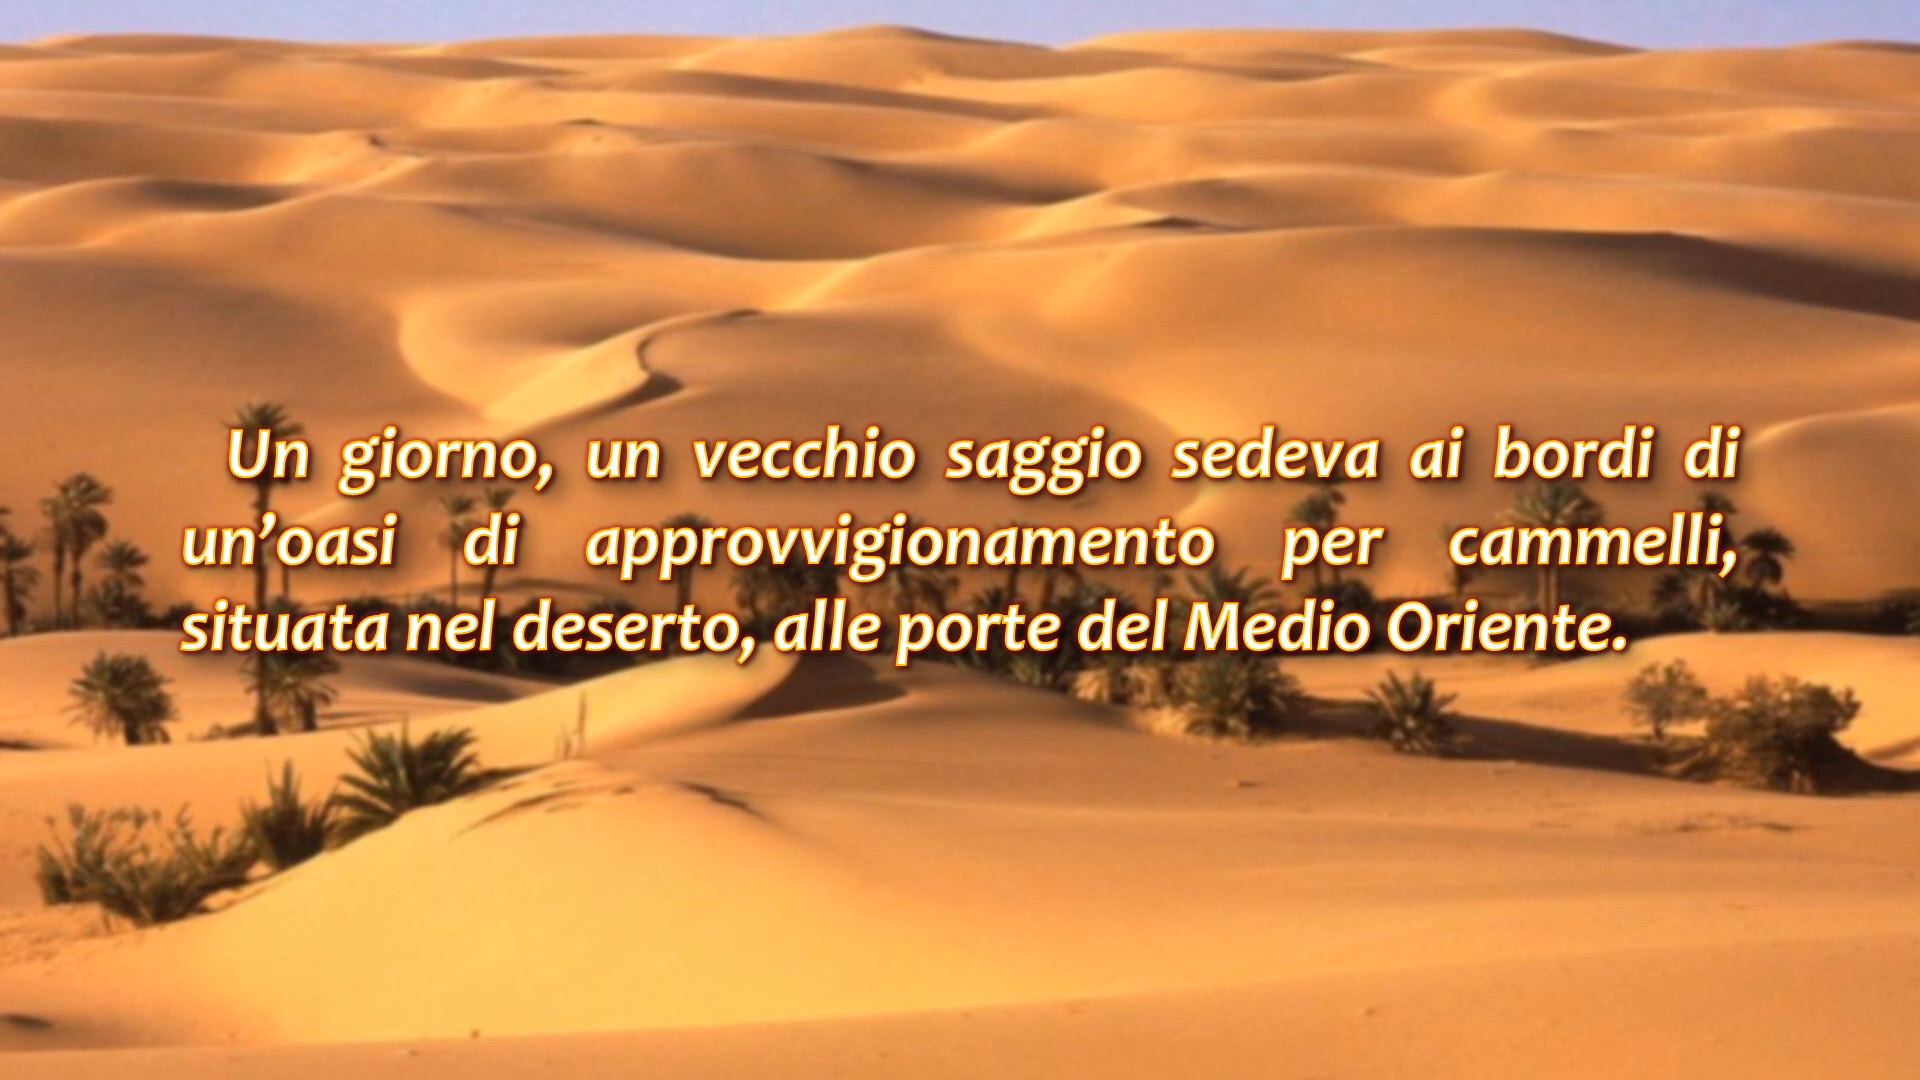 Un giorno, un vecchio saggio sedeva ai bordi di
un’oasi di approvvigionamento per cammelli,
situata nel deserto, alle porte del Medio Oriente.